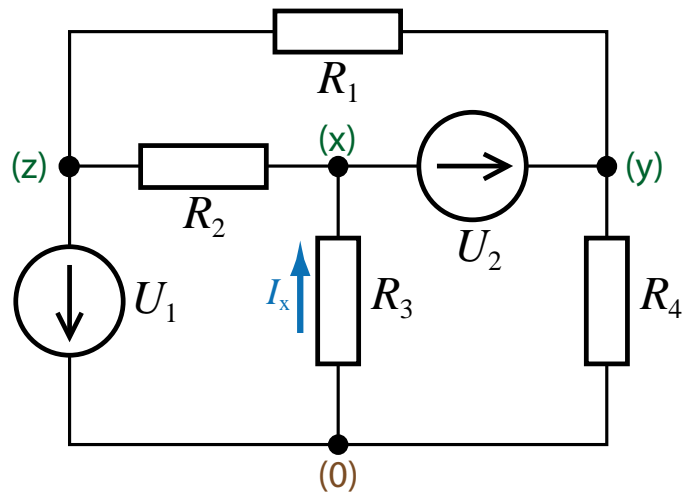 R₁
(z)
R₂
(x)
U₂
(y)
U₁
Iₓ
R₃
R₄
(0)